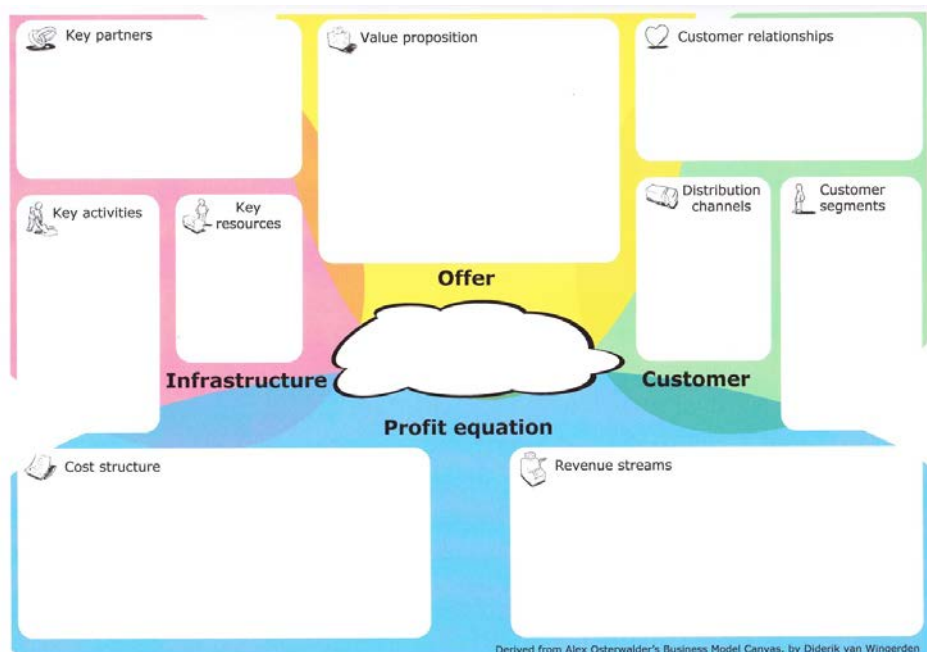 Key partners
Value proposition
Customer relationships
Key activities
Key
resources
Distribution
channels
Customer
segments
Offer
Infrastructure
Customer
Profit equation
Cost structure
Revenue streams
Derived from Alex Osterwalder's Business Model Canvas, by Diderik van Wingerden